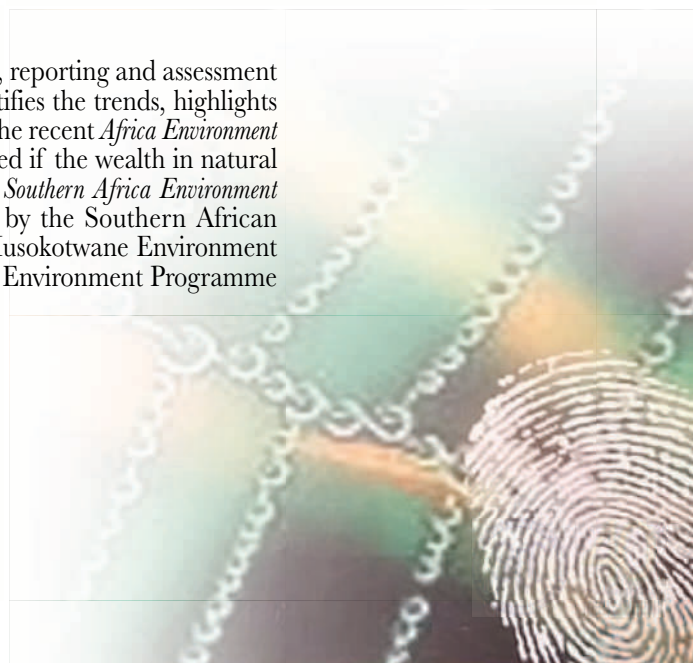 , reporting and assessment
tifies the trends, highlights
he recent Africa Environment
ed if the wealth in natural
Southern Africa Environment
by the Southern African
usokotwane Environment
Environment Programme